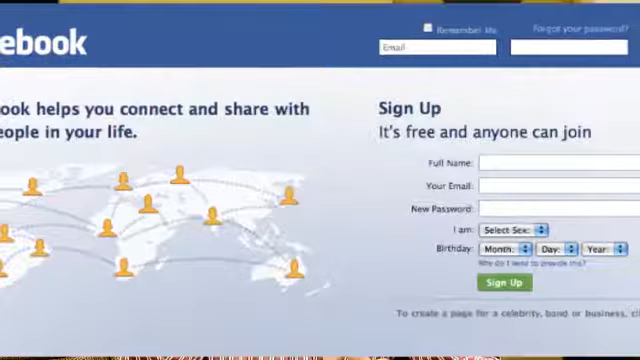 ebook
Remember Me
Forgot your password?
Email
ook helps you connect and share with
eople in your life.
Sign Up
It's free and anyone can join
Full Name:
Your Email:
New Password:
I am: Select Sex:
Birthday: Month: Day: Year:
Why do I need to provide this?
Sign Up
To create a page for a celebrity, band or business, cli